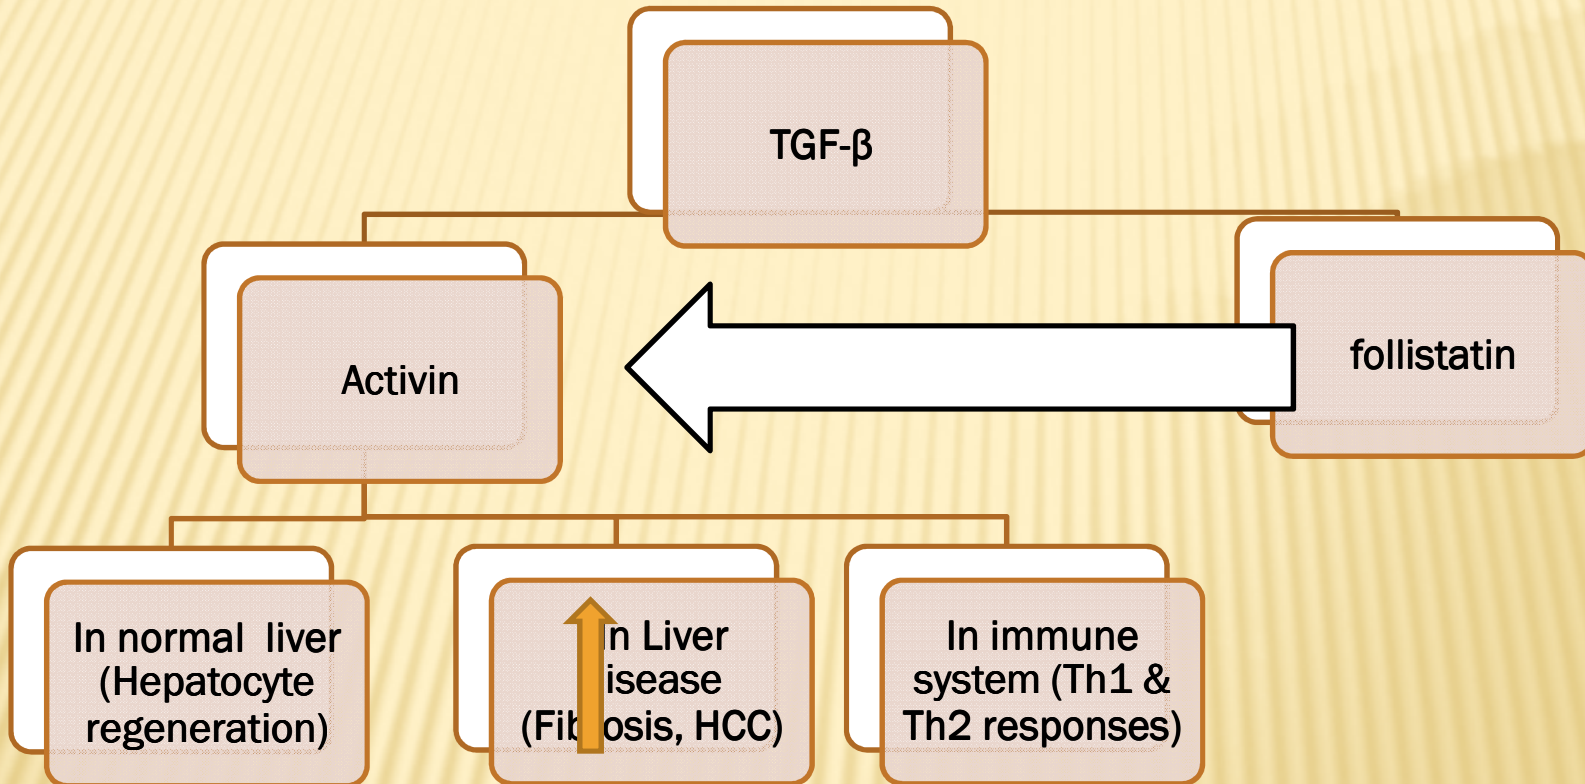 TGF-β
Activin
follistatin
In normal liver
(Hepatocyte
regeneration)
n Liver
isease
(Fib osis, HCC)
In immune
system (Th1 &
Th2 responses)